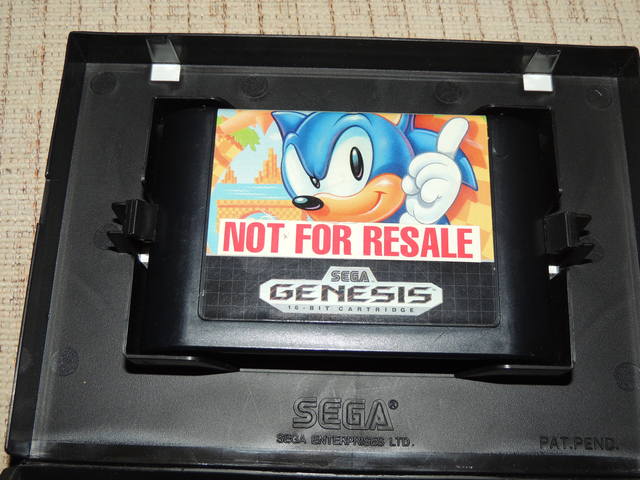 NOT FOR RESALE
SEGA
GENESIS
16-BIT CARTRIDGE
SEGA®
SEGA ENTERPRISES LTD.
PAT.PEND.